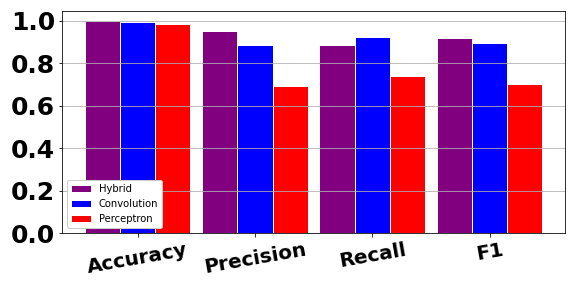 1.0
0.8
0.6
0.4
0.2
0.0
Hybrid
Convolution
Perceptron
Accuracy
Precision
Recall
F1